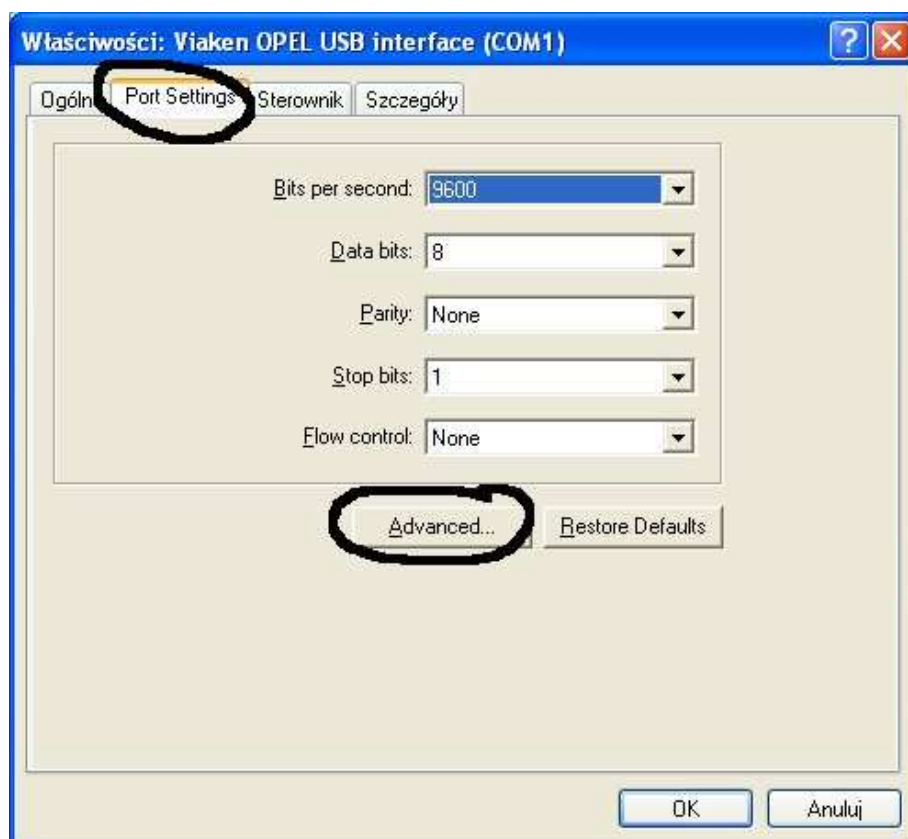 Właściwości: Viaken OPEL USB interface (COM1)
Ogóln Port Settings Sterownik Szczegóły
Bits per second: 9600
Data bits: 8
Parity: None
Stop bits: 1
Flow control: None
Advanced... Restore Defaults
OK Anuluj